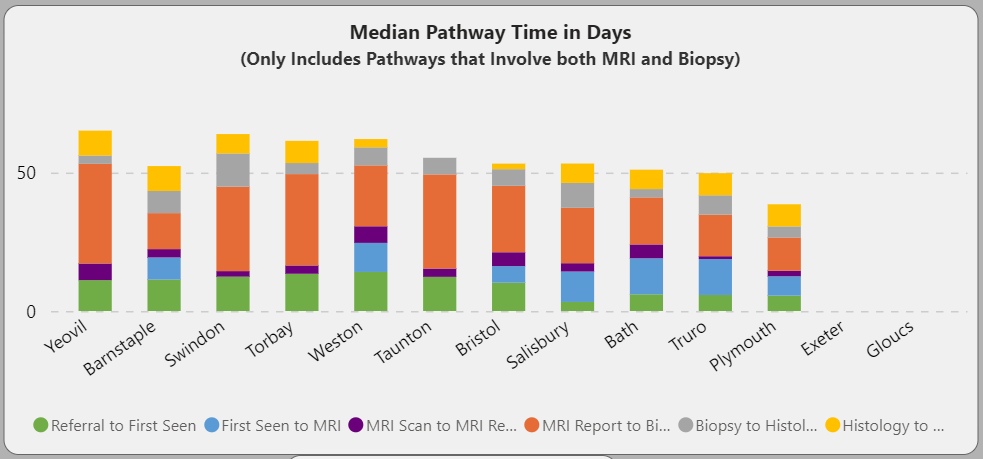 Median Pathway Time in Days
(Only Includes Pathways that Involve both MRI and Biopsy)
50
0
Yeovil
Barnstaple
Swindon
Torbay
Weston
Taunton
Bristol
Salisbury
Bath
Truro
Plymouth
Exeter
Gloucs
Referral to First Seen First Seen to MRI MRI Scan to MRI Re... MRI Report to Bi... Biopsy to Histol... Histology to ...